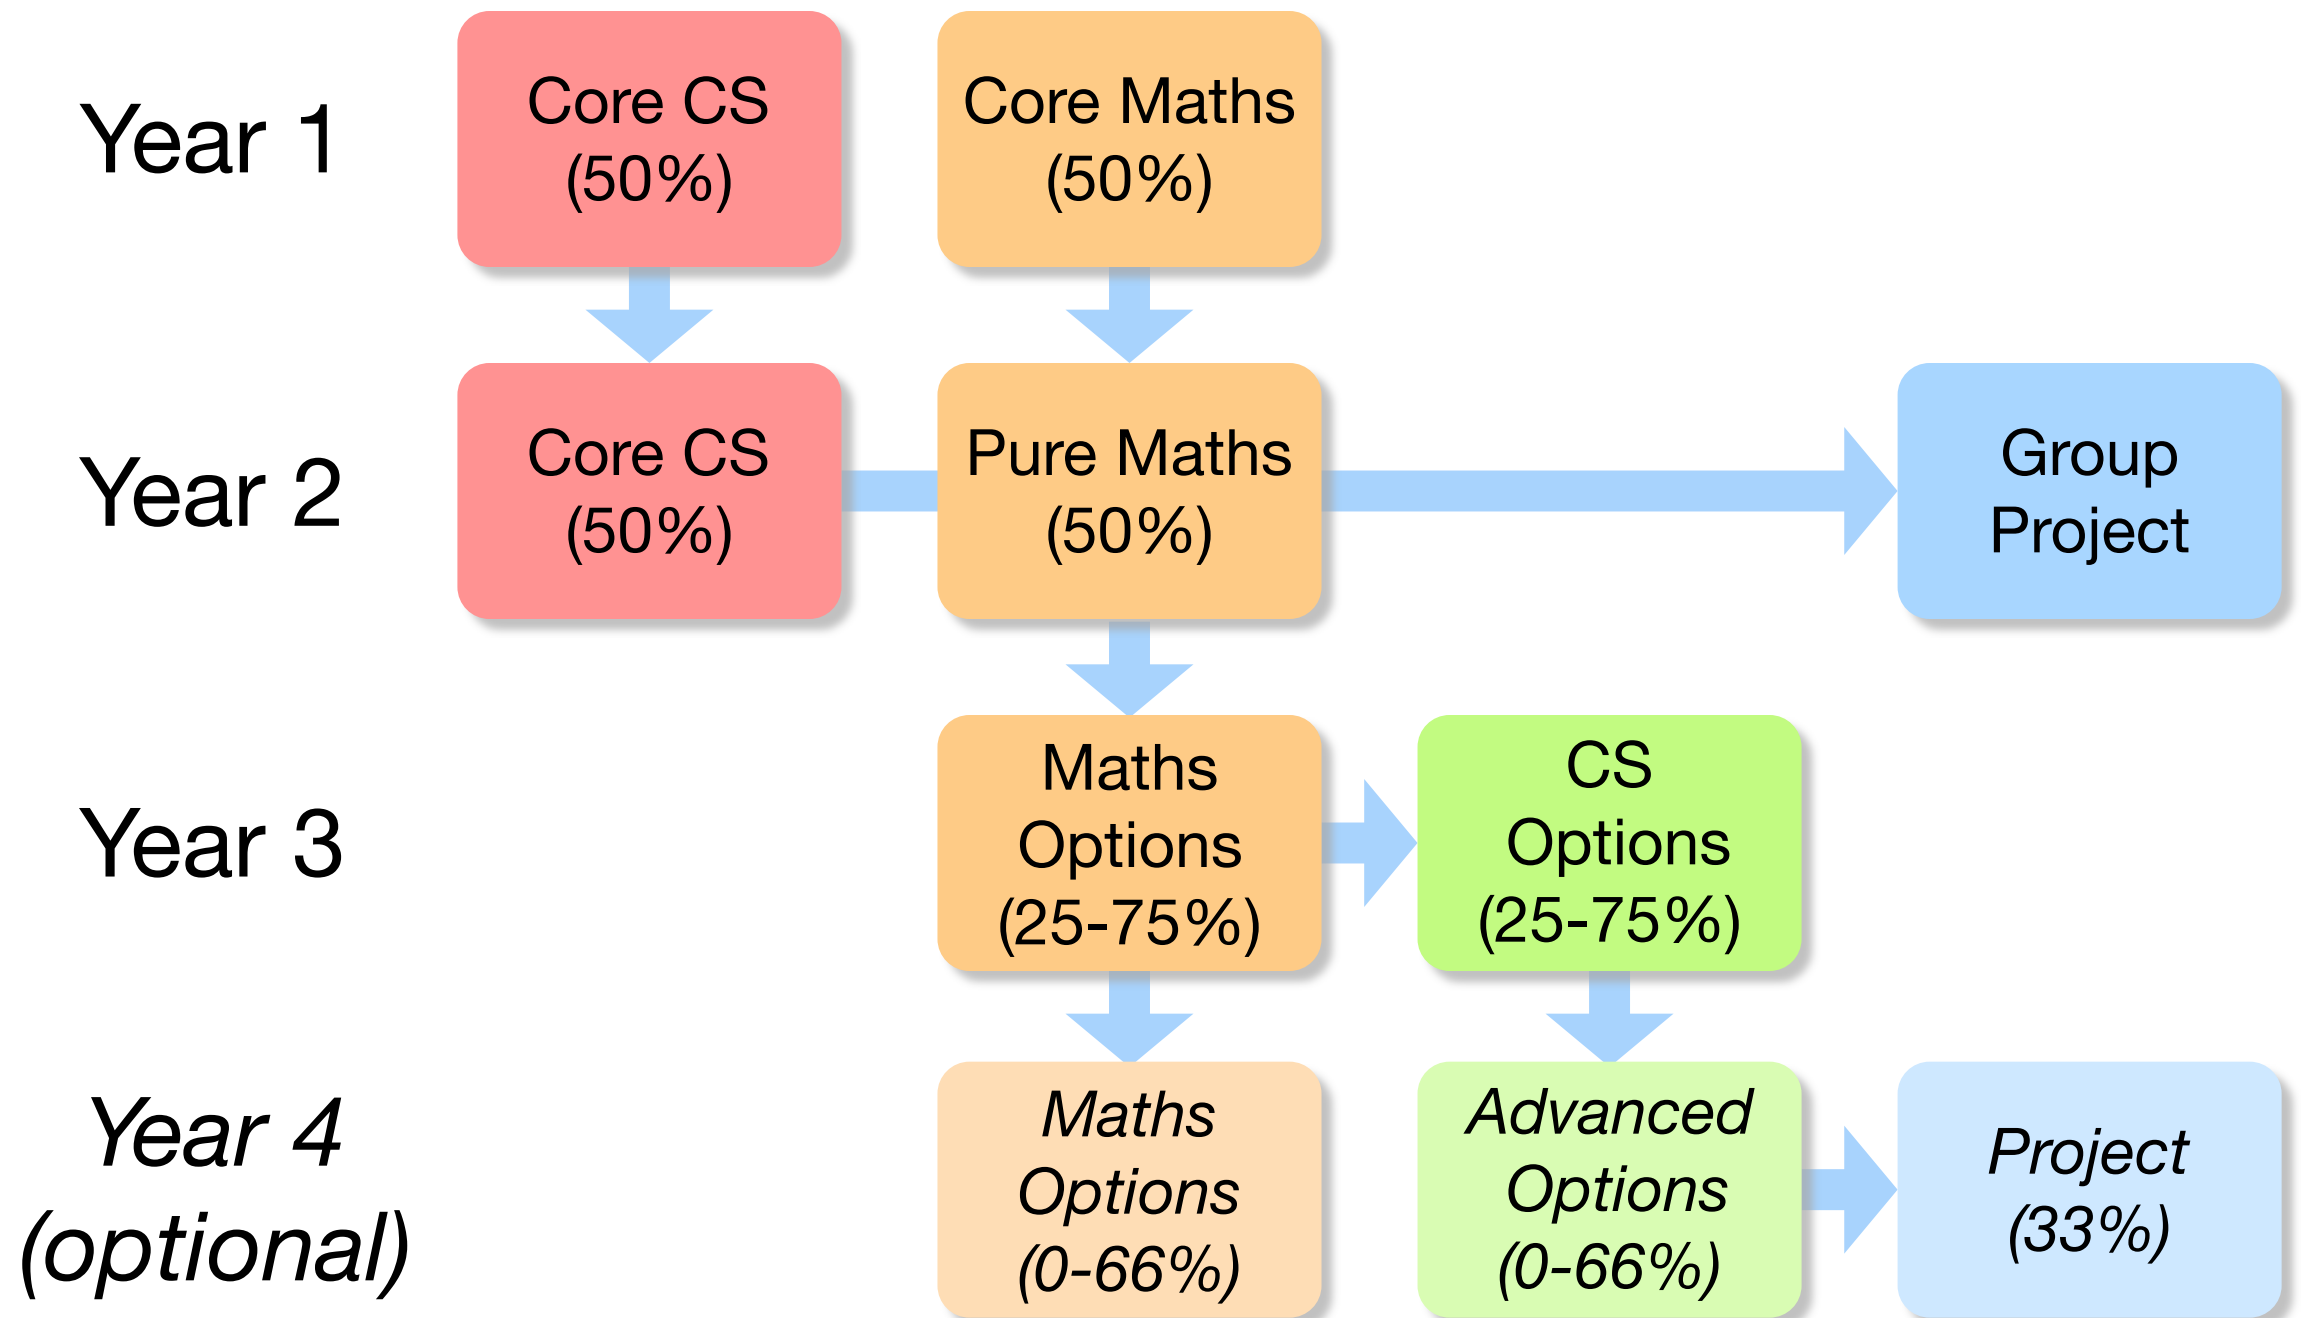 Year 1
Core CS
(50%)
Core Maths
(50%)
Year 2
Core CS
(50%)
Pure Maths
(50%)
Group
Project
Year 3
Maths
Options
(25-75%)
CS
Options
(25-75%)
Year 4
(optional)
Maths
Options
(0-66%)
Advanced
Options
(0-66%)
Project
(33%)